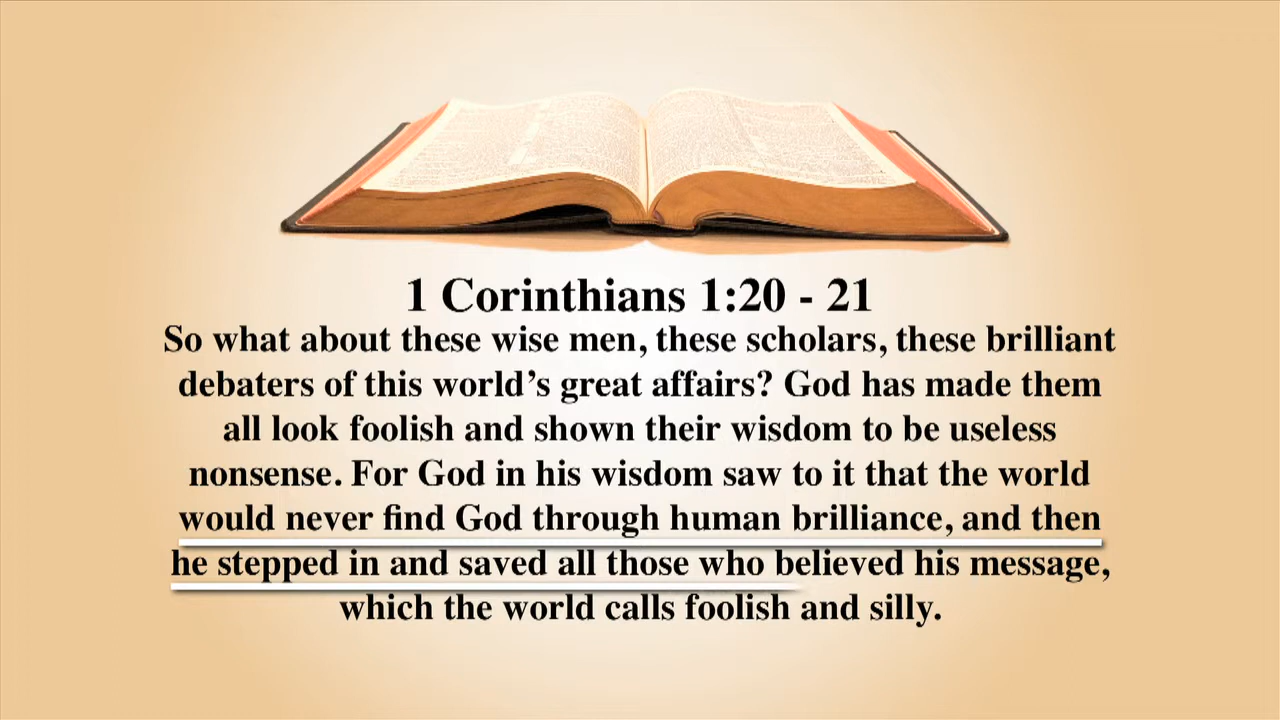 1 Corinthians 1:20 - 21
So what about these wise men, these scholars, these brilliant
debaters of this world’s great affairs? God has made them
all look foolish and shown their wisdom to be useless
nonsense. For God in his wisdom saw to it that the world
would never find God through human brilliance, and then
he stepped in and saved all those who believed his message,
which the world calls foolish and silly.